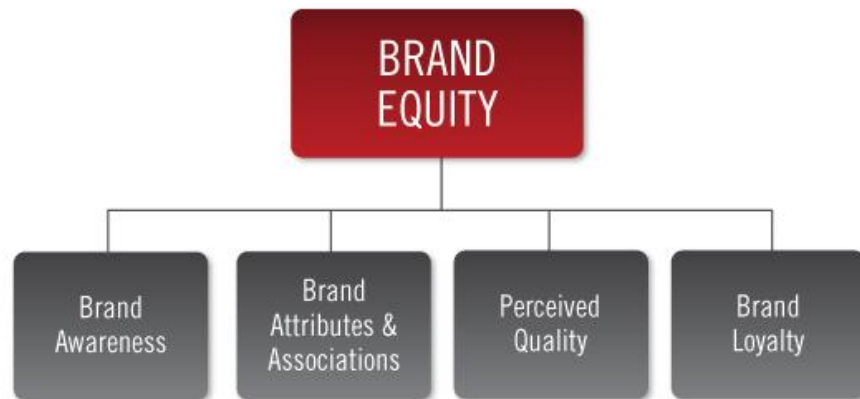 BRAND
EQUITY
Brand
Awareness
Brand
Attributes &
Associations
Perceived
Quality
Brand
Loyalty